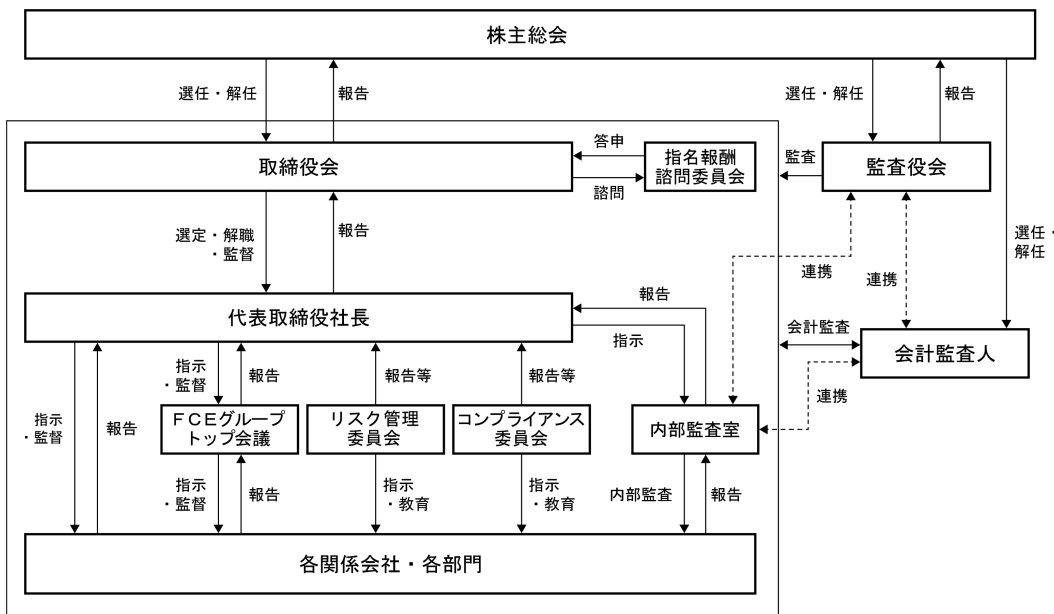 株主総会
選任・解任
報告
選任・解任
報告
取締役会
答申
諮問
指名報酬
諮問委員会
監査
監査役会
選任・
解任
選定・解職
・監督
報告
連携
連携
代表取締役社長
報告
指示
会計監査
会計監査人
連携
指示
・監督
報告
指示
・監督
報告
報告等
報告等
FCEグループ
トップ会議
リスク管理
委員会
コンプライアンス
委員会
内部監査室
指示
・監督
報告
指示
・教育
指示
・教育
内部監査
報告
各関係会社・各部門